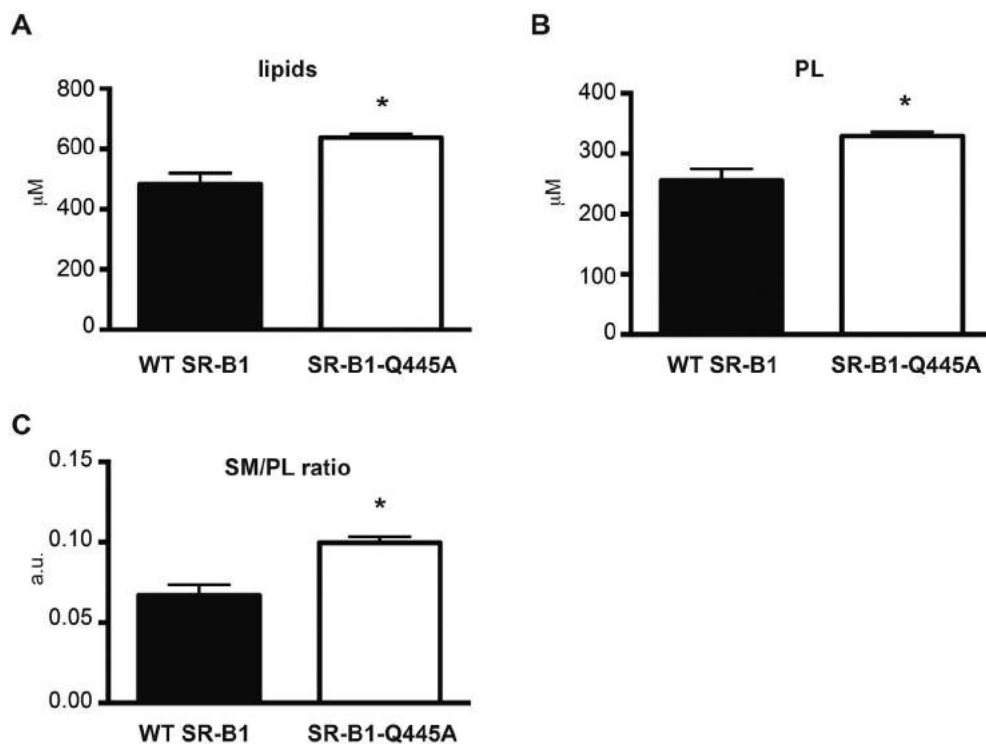 A
lipids
800
600
400
200
0
μM
*
WT SR-B1 SR-B1-Q445A
B
PL
400
300
200
100
0
μM
*
WT SR-B1 SR-B1-Q445A
C
SM/PL ratio
0.15
0.10
0.05
0.00
a.u.
*
WT SR-B1 SR-B1-Q445A